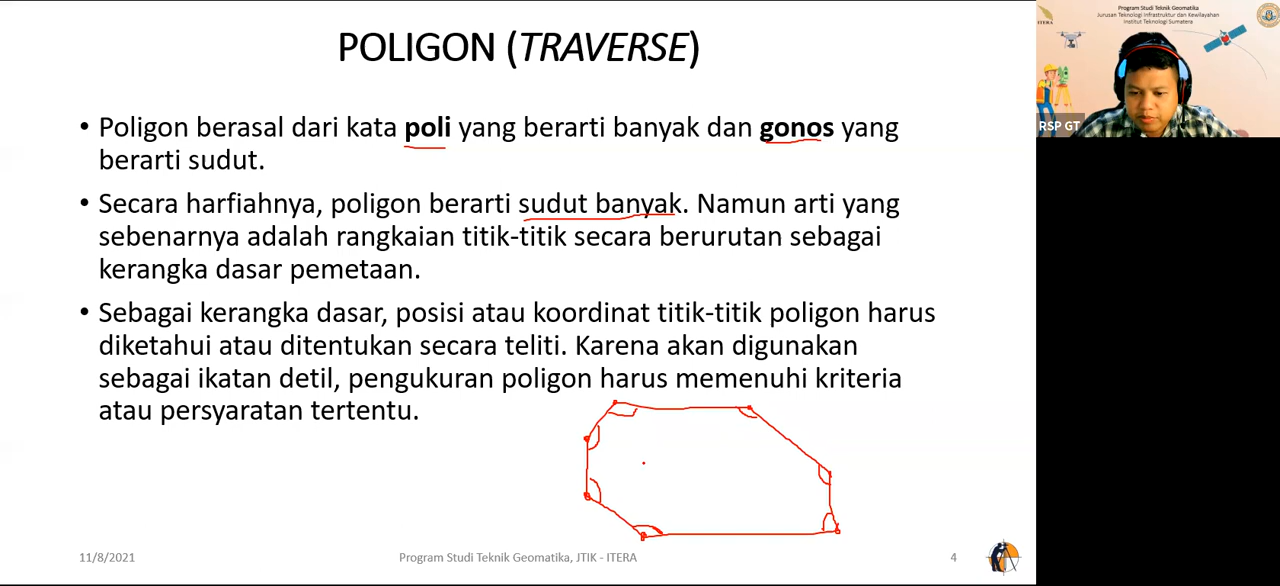 POLIGON (TRAVERSE)
• Poligon berasal dari kata poli yang berarti banyak dan gonos yang
berarti sudut.
• Secara harfiahnya, poligon berarti sudut banyak. Namun arti yang
sebenarnya adalah rangkaian titik-titik secara berurutan sebagai
kerangka dasar pemetaan.
• Sebagai kerangka dasar, posisi atau koordinat titik-titik poligon harus
diketahui atau ditentukan secara teliti. Karena akan digunakan
sebagai ikatan detil, pengukuran poligon harus memenuhi kriteria
atau persyaratan tertentu.
11/8/2021
Program Studi Teknik Geomatika, JTIK - ITERA
4
Program Studi Teknik Geomatika
Jurusan Teknologi Infrastruktur dan Kewilayahan
Institut Teknologi Sumatera
ITERA
RSP GT